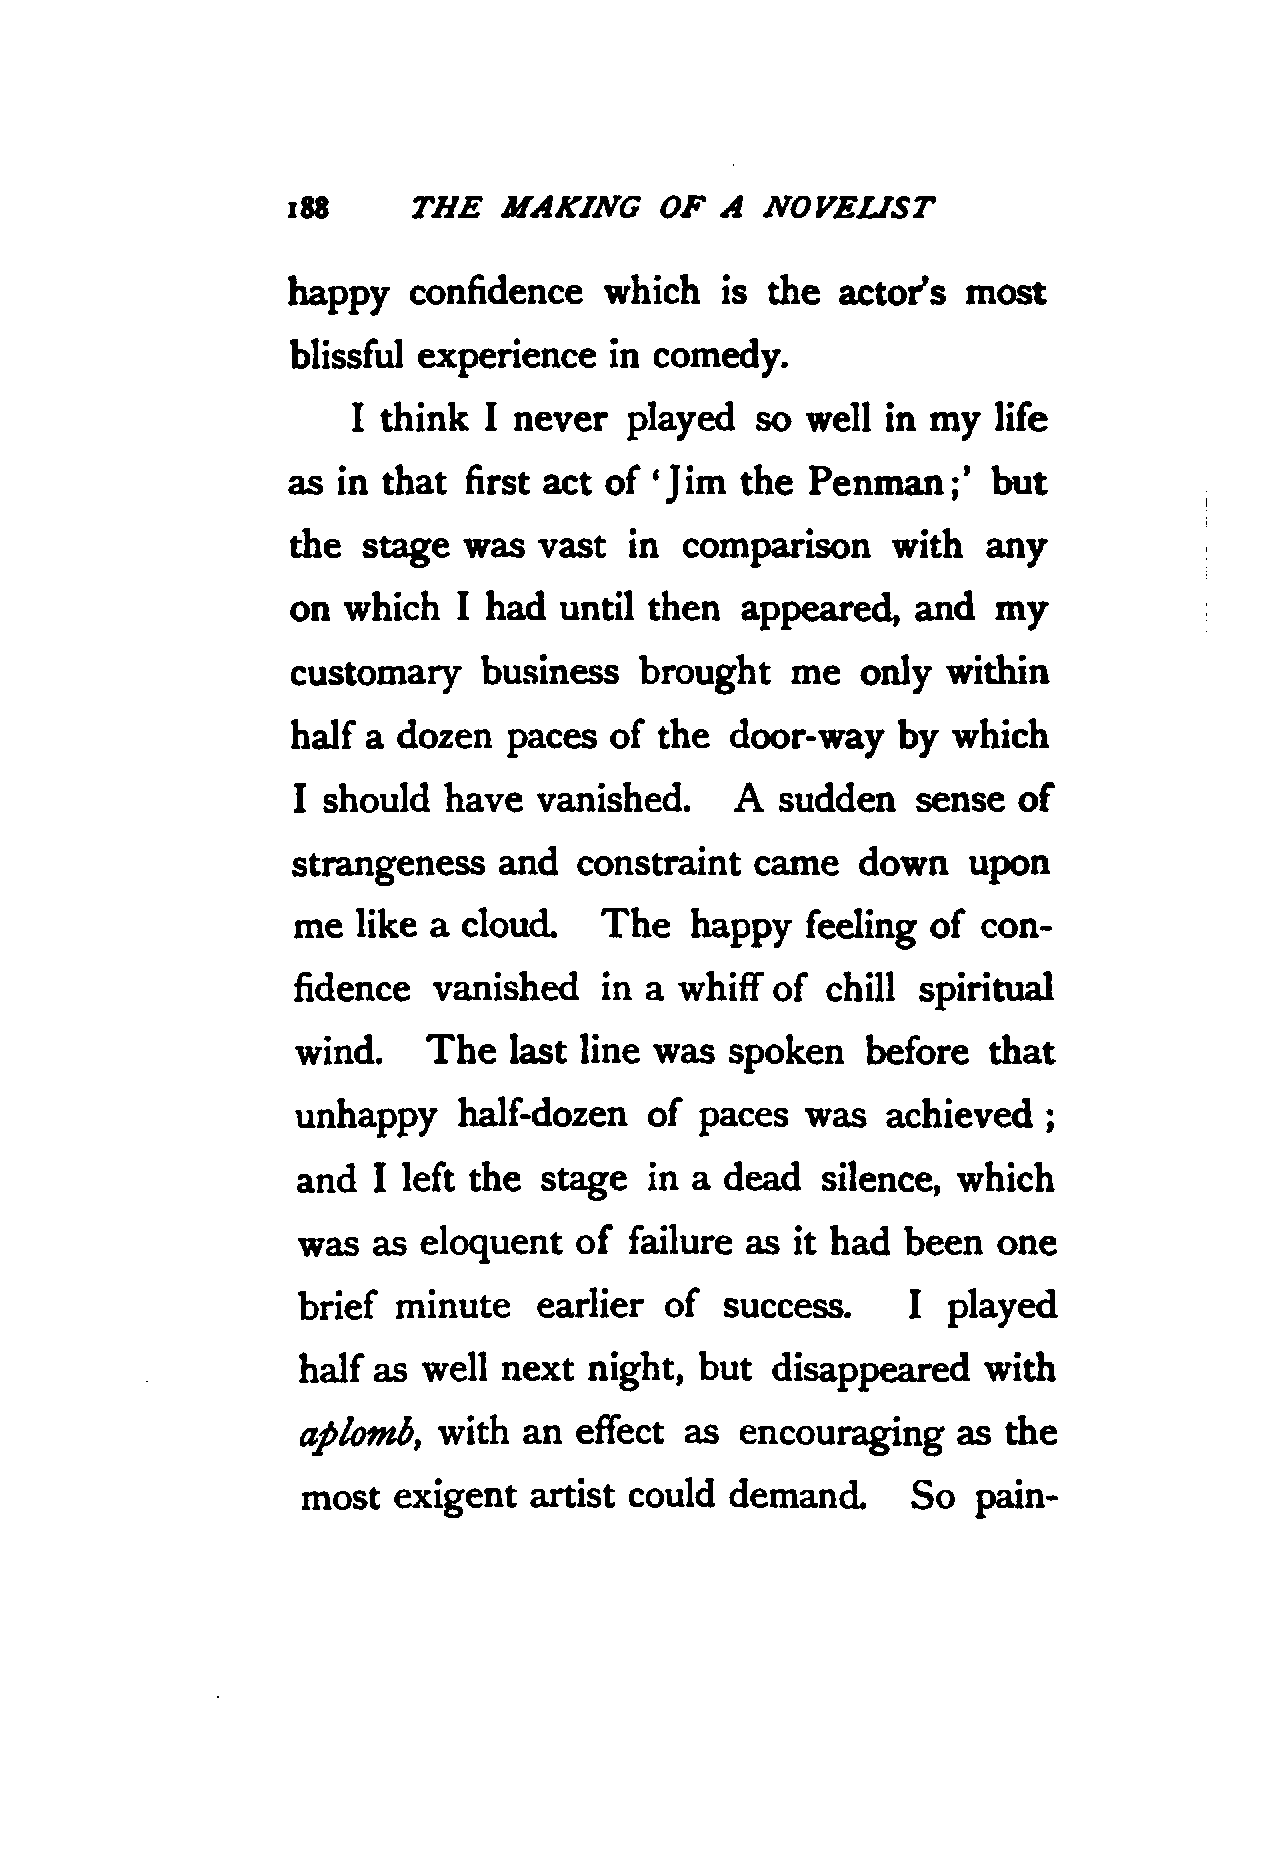 188 THE MAKING OF A NOVELIST
happy confidence which is the actor's most
blissful experience in comedy.
I think I never played so well in my life
as in that first act of 'Jim the Penman;' but
the stage was vast in comparison with any
on which I had until then appeared, and my
customary business brought me only within
half a dozen paces of the door-way by which
I should have vanished. A sudden sense of
strangeness and constraint came down upon
me like a cloud. The happy feeling of con-
fidence vanished in a whiff of chill spiritual
wind. The last line was spoken before that
unhappy half-dozen of paces was achieved ;
and I left the stage in a dead silence, which
was as eloquent of failure as it had been one
brief minute earlier of success. I played
half as well next night, but disappeared with
aplomb, with an effect as encouraging as the
most exigent artist could demand. So pain-